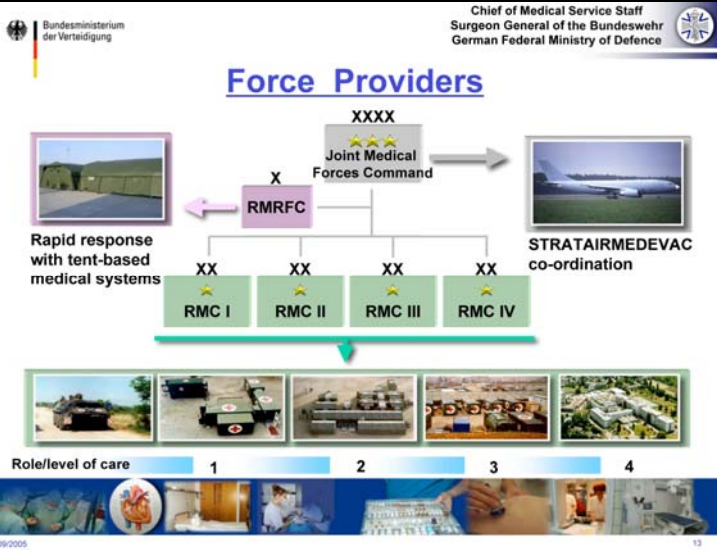 Bundesministerium
der Verteidigung
Chief of Medical Service Staff
Surgeon General of the Bundeswehr
German Federal Ministry of Defence
Force Providers
XXXX
Joint Medical
Forces Command
X
RMRFC
Rapid response
with tent-based
medical systems
STRATAIRMEDEVAC
co-ordination
XX XX XX XX
RMC I RMC II RMC III RMC IV
Role/level of care 1 2 3 4
09/2005 13